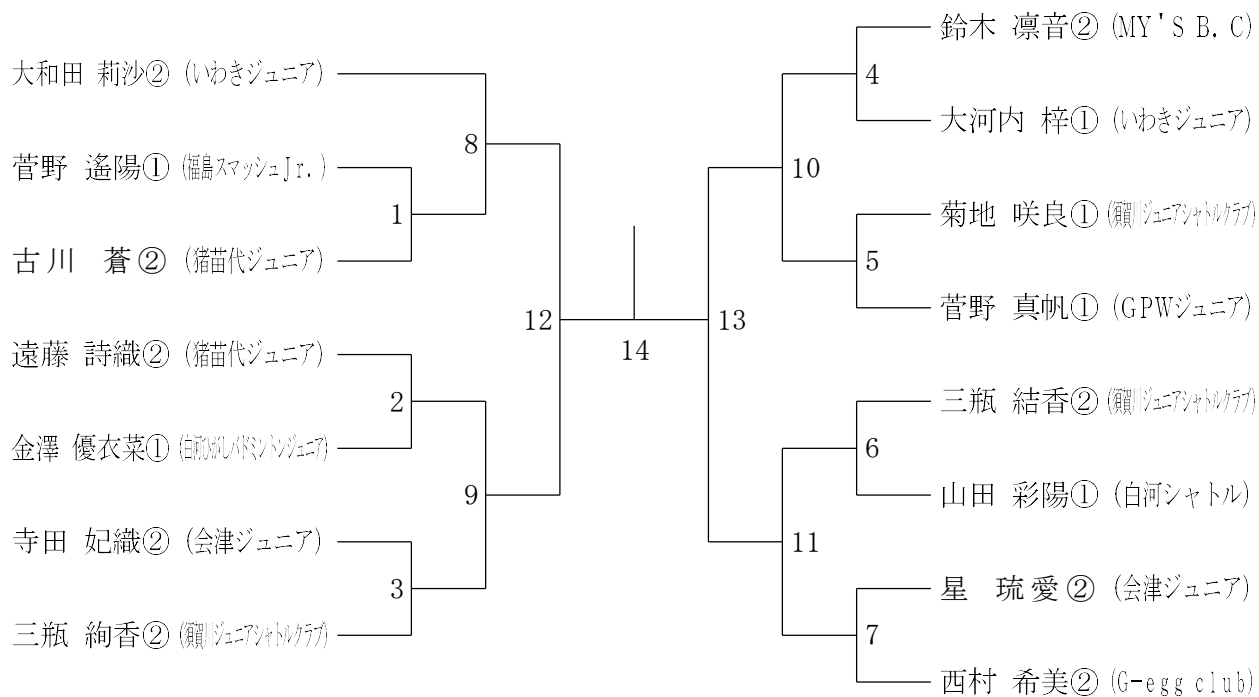 大和田 莉沙② (いわきジュニア)
菅野 遙陽① (福島スマッシュJr.)
古川 蒼② (猪苗代ジュニア)
遠藤 詩織② (猪苗代ジュニア)
金澤 優衣菜① (白河ひがしバドミントンジュニア)
寺田 妃織② (会津ジュニア)
三瓶 絢香② (須賀川ジュニアシャトルクラブ)
8
1
2
9
3
12
14
13
10
4
5
11
6
7
鈴木 凛音② (MY'S B.C)
大河内 梓① (いわきジュニア)
菊地 咲良① (須賀川ジュニアシャトルクラブ)
菅野 真帆① (GPWジュニア)
三瓶 結香② (須賀川ジュニアシャトルクラブ)
山田 彩陽① (白河シャトル)
星 琉愛② (会津ジュニア)
西村 希美② (G-egg club)